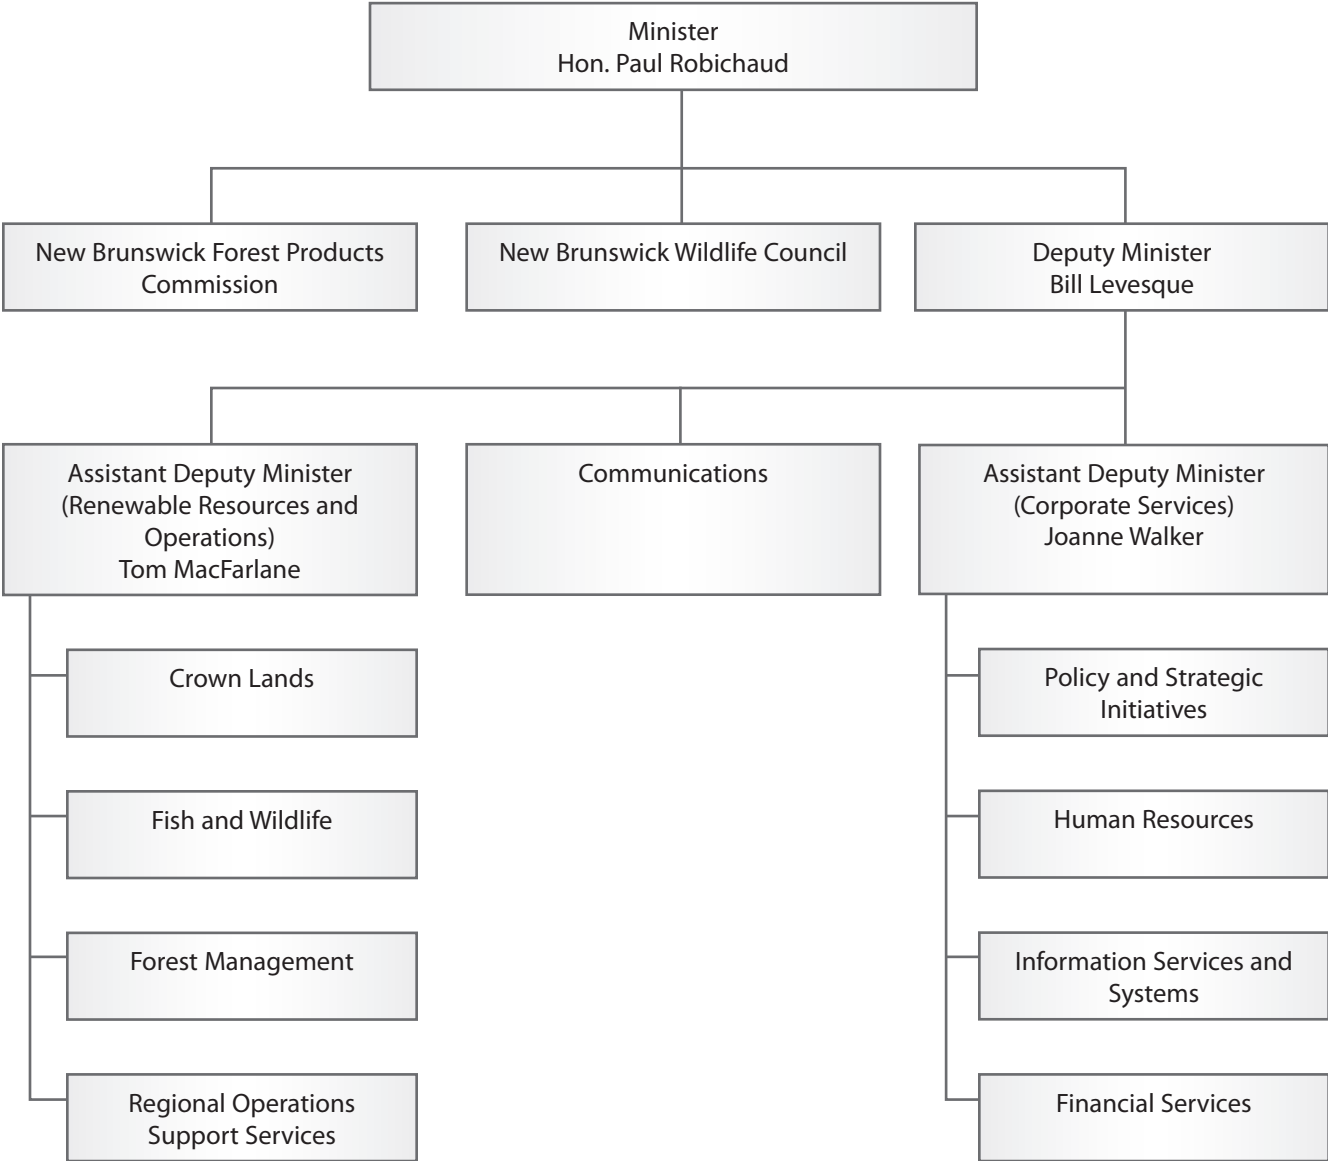 Minister
Hon. Paul Robichaud
New Brunswick Forest Products
Commission
New Brunswick Wildlife Council
Deputy Minister
Bill Levesque
Assistant Deputy Minister
(Renewable Resources and
Operations)
Tom MacFarlane
Communications
Assistant Deputy Minister
(Corporate Services)
Joanne Walker
Crown Lands
Fish and Wildlife
Forest Management
Regional Operations
Support Services
Policy and Strategic
Initiatives
Human Resources
Information Services and
Systems
Financial Services